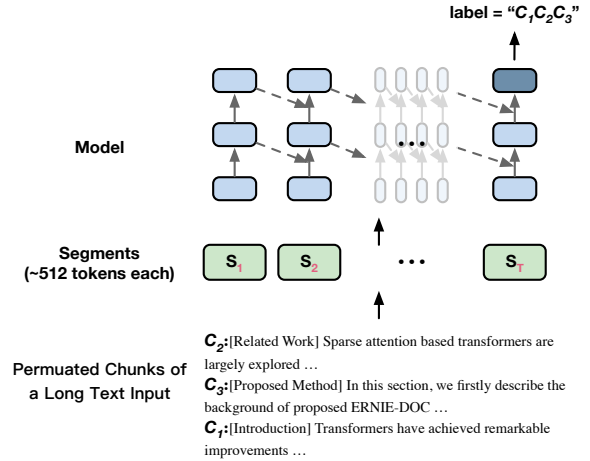 label = “C1C2C3”
Model
...
Segments
(~512 tokens each)
S1 S2 ... ST
Permuated Chunks of
a Long Text Input
C2:[Related Work] Sparse attention based transformers are
largely explored …
C3:[Proposed Method] In this section, we firstly describe the
background of proposed ERNIE-DOC …
C1:[Introduction] Transformers have achieved remarkable
improvements …